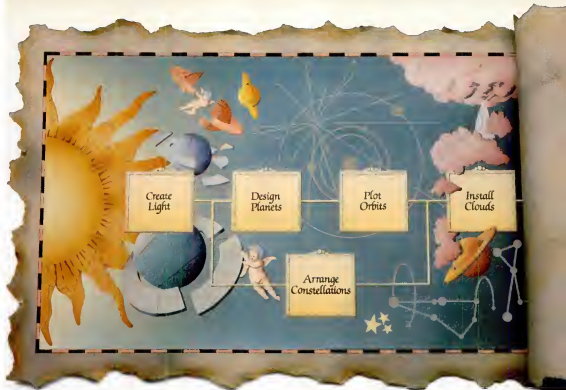 Create
Light
Design
Planets
Plot
Orbits
Install
Clouds
Arrange
Constellations